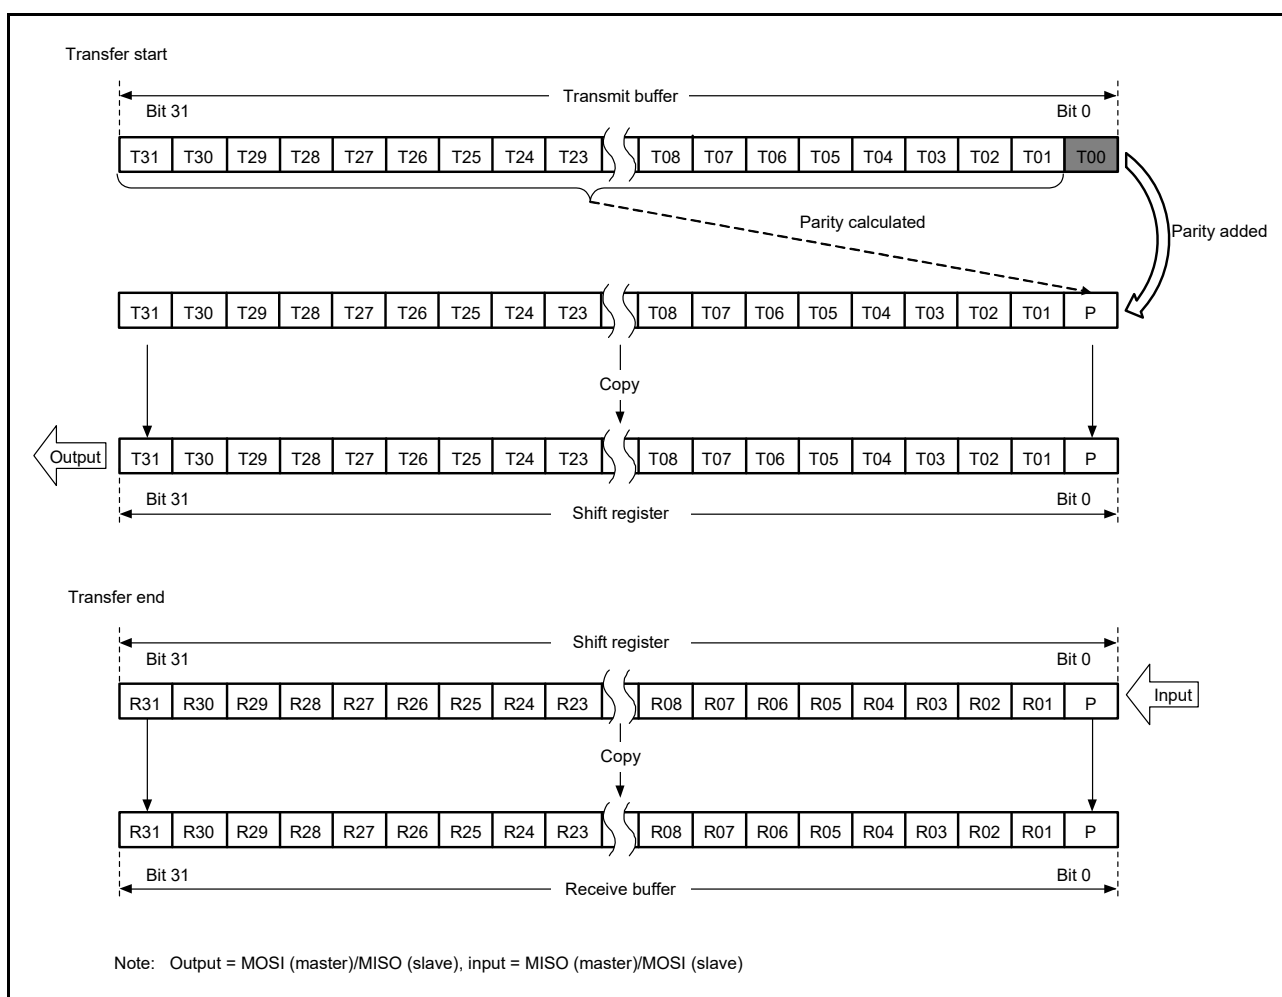 Transfer start
Transmit buffer
Bit 31 Bit 0
T31 T30 T29 T28 T27 T26 T25 T24 T23 T08 T07 T06 T05 T04 T03 T02 T01 T00
Parity calculated
Parity added
T31 T30 T29 T28 T27 T26 T25 T24 T23 T08 T07 T06 T05 T04 T03 T02 T01 P
Copy
Output
T31 T30 T29 T28 T27 T26 T25 T24 T23 T08 T07 T06 T05 T04 T03 T02 T01 P
Bit 31 Bit 0
Shift register
Transfer end
Shift register
Bit 31 Bit 0
R31 R30 R29 R28 R27 R26 R25 R24 R23 R08 R07 R06 R05 R04 R03 R02 R01 P
Input
Copy
R31 R30 R29 R28 R27 R26 R25 R24 R23 R08 R07 R06 R05 R04 R03 R02 R01 P
Bit 31 Bit 0
Receive buffer
Note: Output = MOSI (master)/MISO (slave), input = MISO (master)/MOSI (slave)